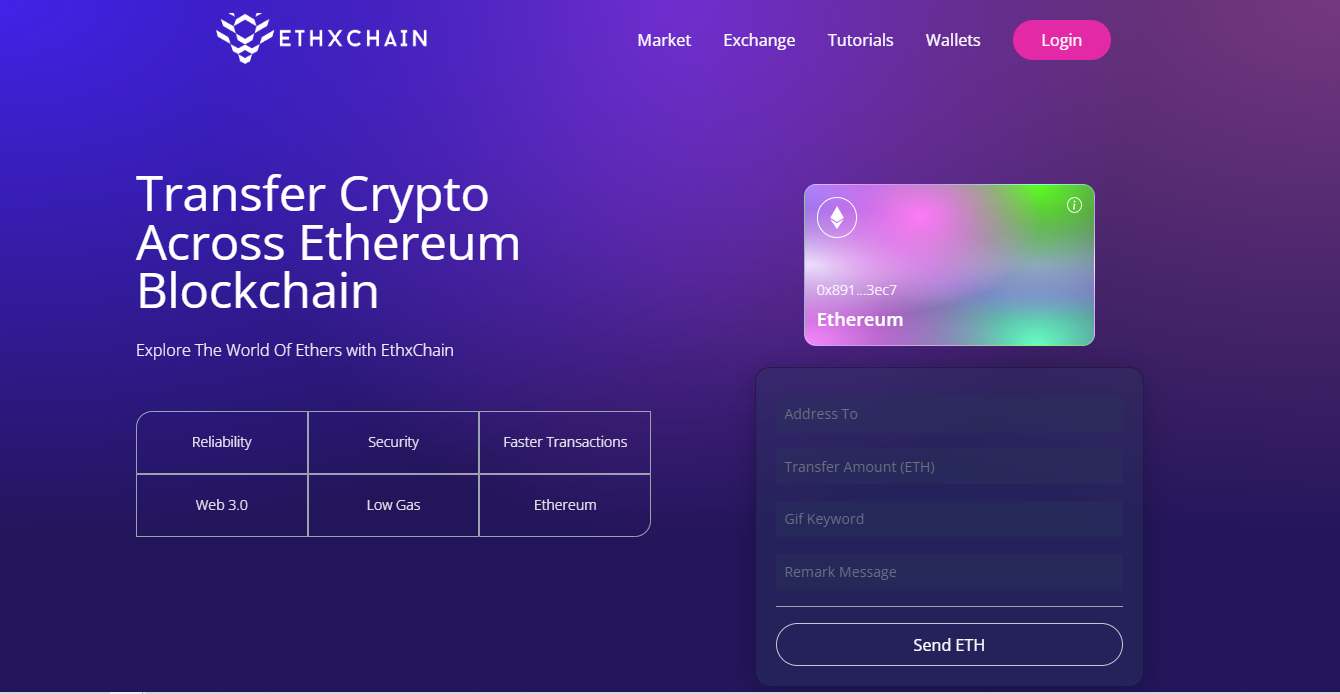 ETHXCHAIN
Market
Exchange
Tutorials
Wallets
Login
Transfer Crypto
Across Ethereum
Blockchain
Explore The World Of Ethers with EthxChain
Reliability
Security
Faster Transactions
Web 3.0
Low Gas
Ethereum
0x891...3ec7
Ethereum
Address To
Transfer Amount (ETH)
Gif Keyword
Remark Message
Send ETH